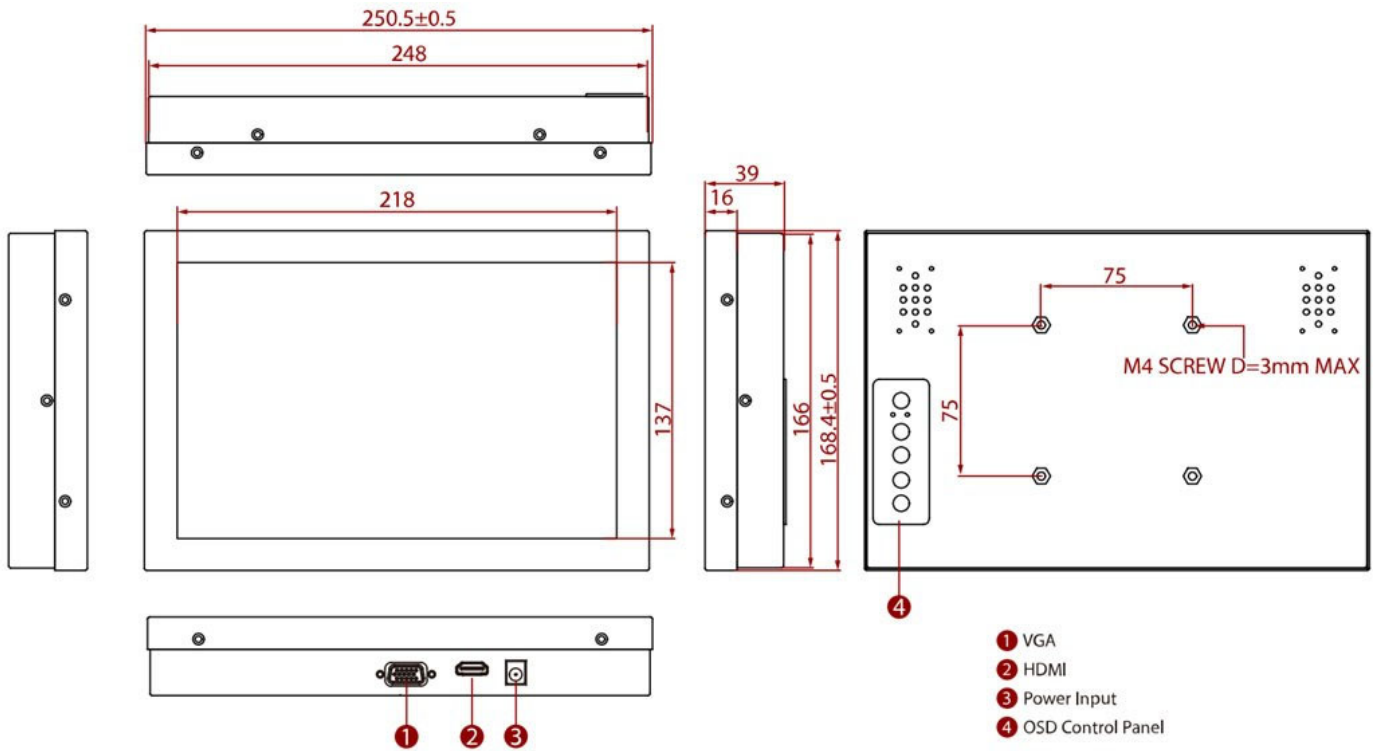 250.5±0.5
248
218
137
39
16
166
168.4±0.5
75
75
M4 SCREW D=3mm MAX
4
1 VGA
2 HDMI
3 Power Input
4 OSD Control Panel
1
2
3